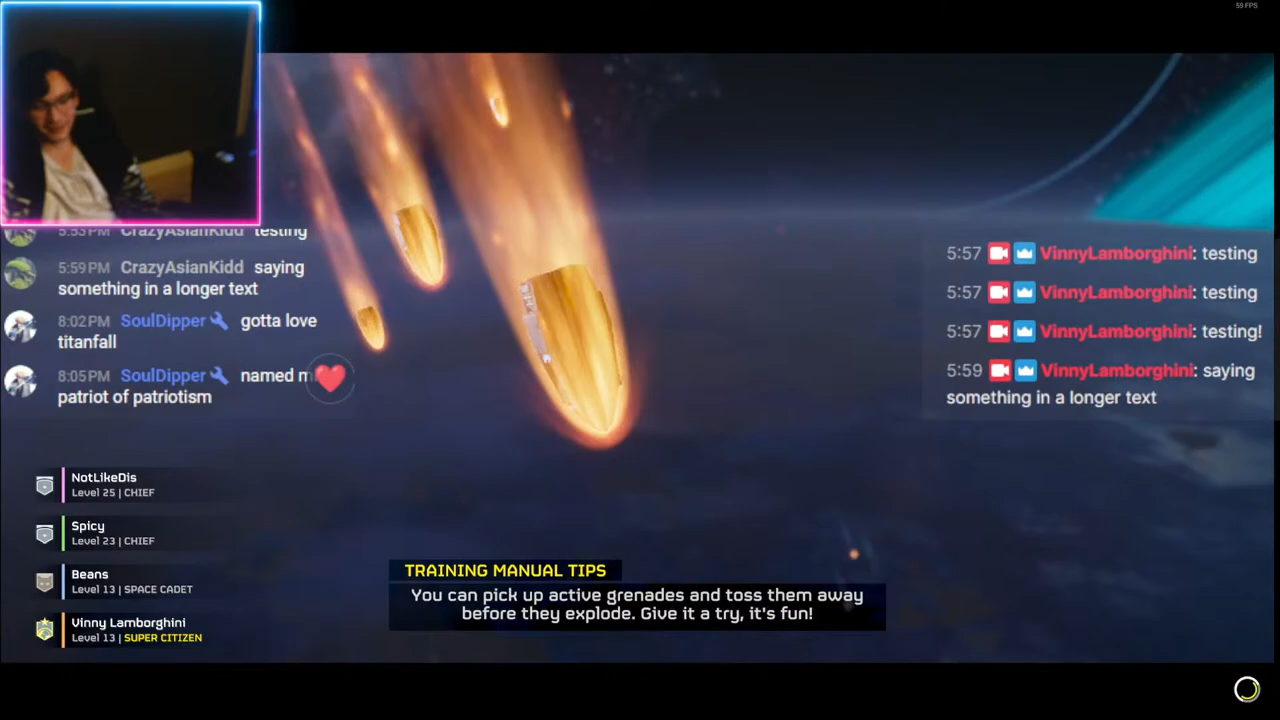 59 FPS
5:53 PM CrazyAsianKidd testing
5:59 PM CrazyAsianKidd saying
something in a longer text
8:02 PM SoulDipper gotta love
titanfall
8:05 PM SoulDipper named
patriot of patriotism
5:57 VinnyLamborghini: testing
5:57 VinnyLamborghini: testing
5:57 VinnyLamborghini: testing!
5:59 VinnyLamborghini: saying
something in a longer text
NotLikeDis
Level 25 | CHIEF
Spicy
Level 23 | CHIEF
Beans
Level 13 | SPACE CADET
Vinny Lamborghini
Level 13 | SUPER CITIZEN
TRAINING MANUAL TIPS
You can pick up active grenades and toss them away
before they explode. Give it a try, it's fun!